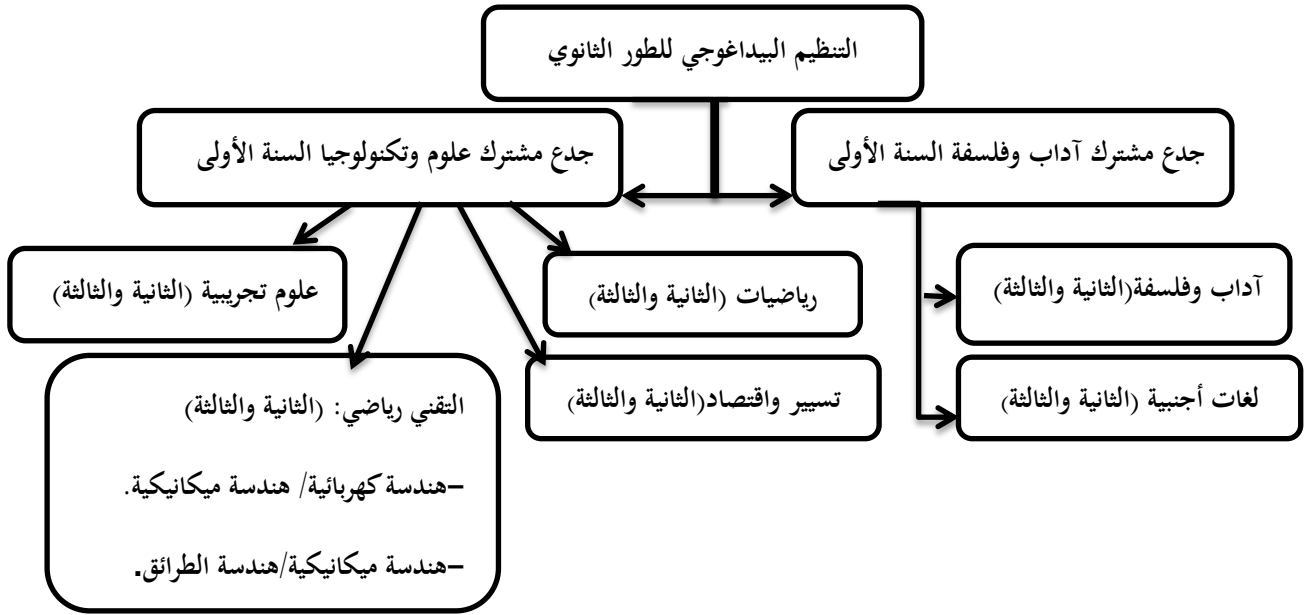 التنظيم البيداغوجي للطور الثانوي
جدع مشترك آداب وفلسفة السنة الأولى
جدع مشترك علوم وتكنولوجيا السنة الأولى
آداب وفلسفة(الثانية والثالثة)
رياضيات (الثانية والثالثة)
علوم تجريبية (الثانية والثالثة)
لغات أجنبية (الثانية والثالثة)
تسيير واقتصاد(الثانية والثالثة)
التقني رياضي: (الثانية والثالثة)
–هندسة كهربائية/ هندسة ميكانيكية.
–هندسة ميكانيكية/هندسة الطرائق.